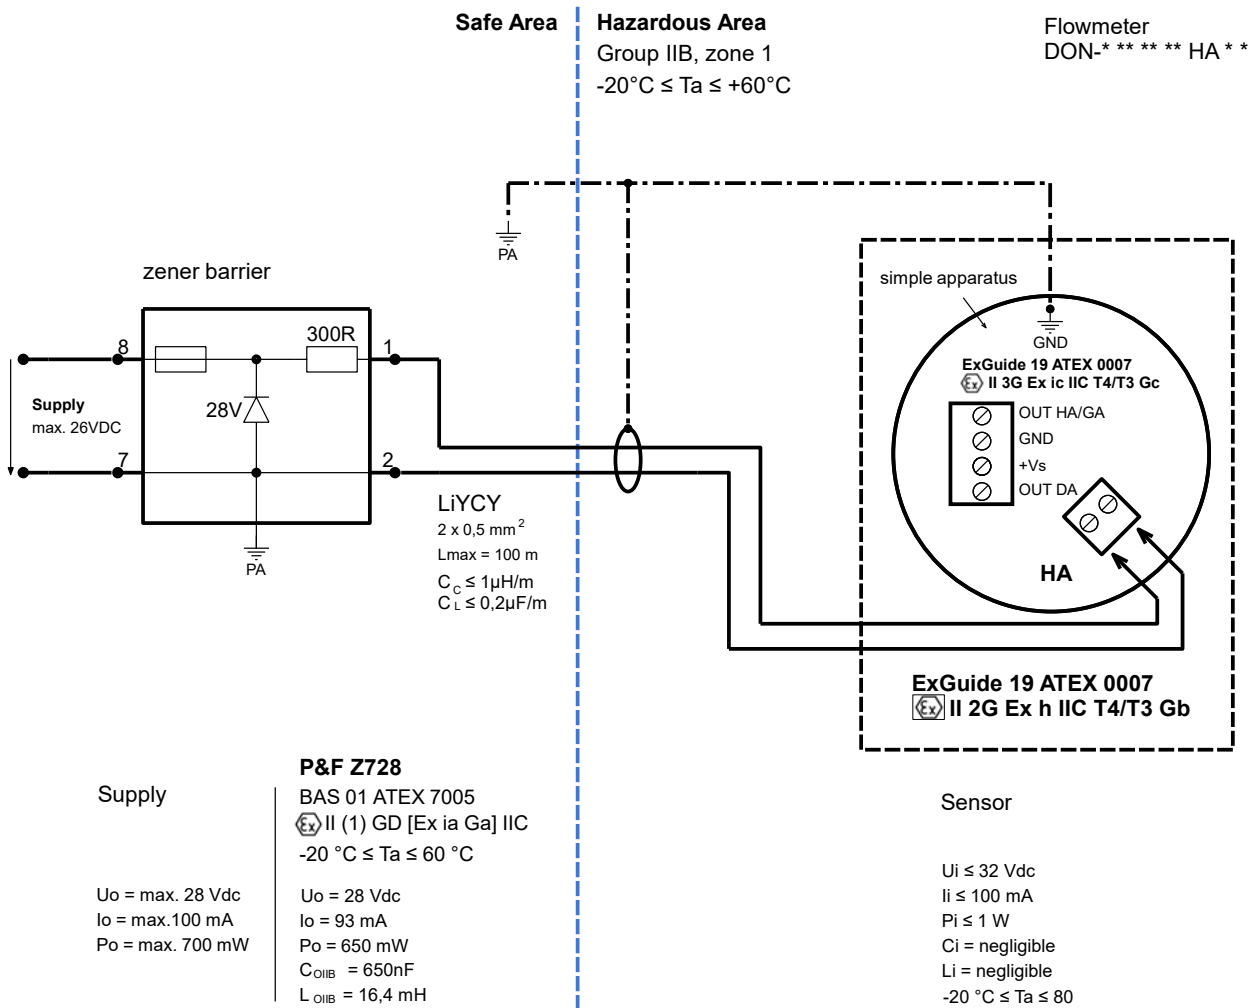 Safe Area
Hazardous Area
Group IIB, zone 1
-20°C ≤ Ta ≤ +60°C
Flowmeter
DON-* ** ** ** HA * *
PA
zener barrier
8
300R
1
Supply
max. 26VDC
28V
7
2
PA
LiYCY
2 x 0,5 mm²
Lmax = 100 m
C C ≤ 1µH/m
C L ≤ 0,2µF/m
simple apparatus
GND
ExGuide 19 ATEX 0007
Ex II 3G Ex ic IIC T4/T3 Gc
OUT HA/GA
GND
+Vs
OUT DA
HA
ExGuide 19 ATEX 0007
Ex II 2G Ex h IIC T4/T3 Gb
Supply
Uo = max. 28 Vdc
Io = max.100 mA
Po = max. 700 mW
P&F Z728
BAS 01 ATEX 7005
Ex II (1) GD [Ex ia Ga] IIC
-20 °C ≤ Ta ≤ 60 °C
Uo = 28 Vdc
Io = 93 mA
Po = 650 mW
C OIIB = 650nF
L OIIB = 16,4 mH
Sensor
Ui ≤ 32 Vdc
Ii ≤ 100 mA
Pi ≤ 1 W
Ci = negligible
Li = negligible
-20 °C ≤ Ta ≤ 80